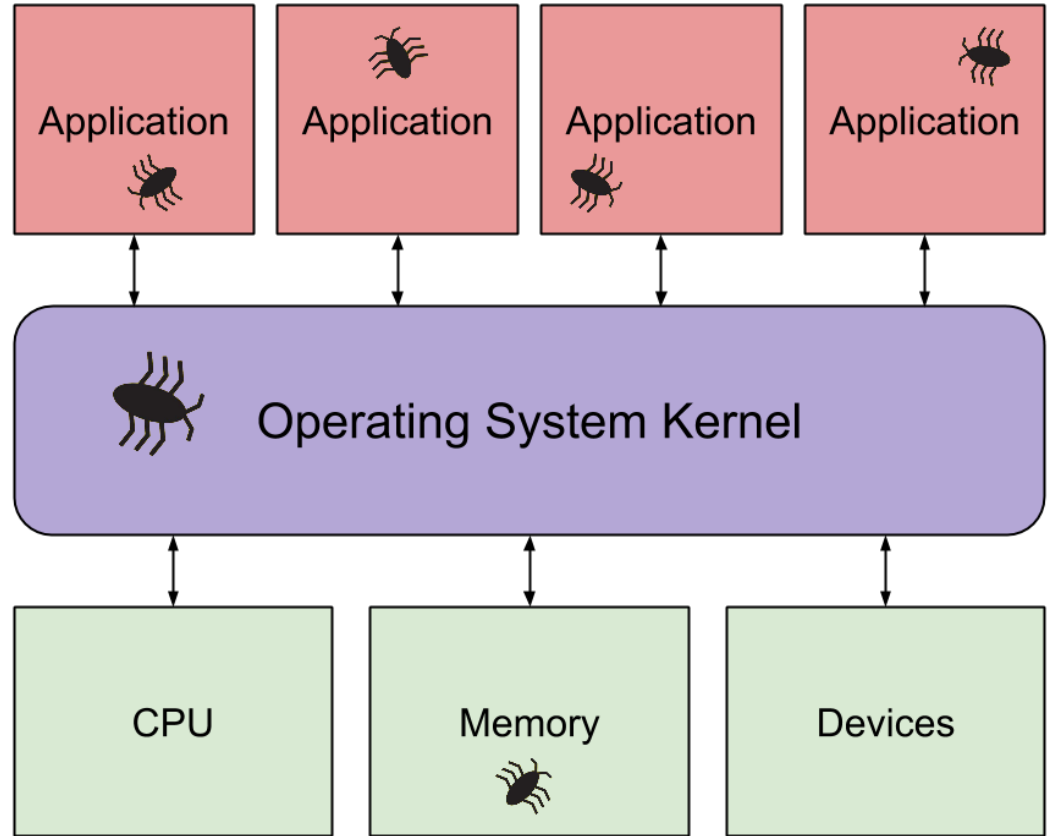 Application
Application
Application
Application
Operating System Kernel
CPU
Memory
Devices